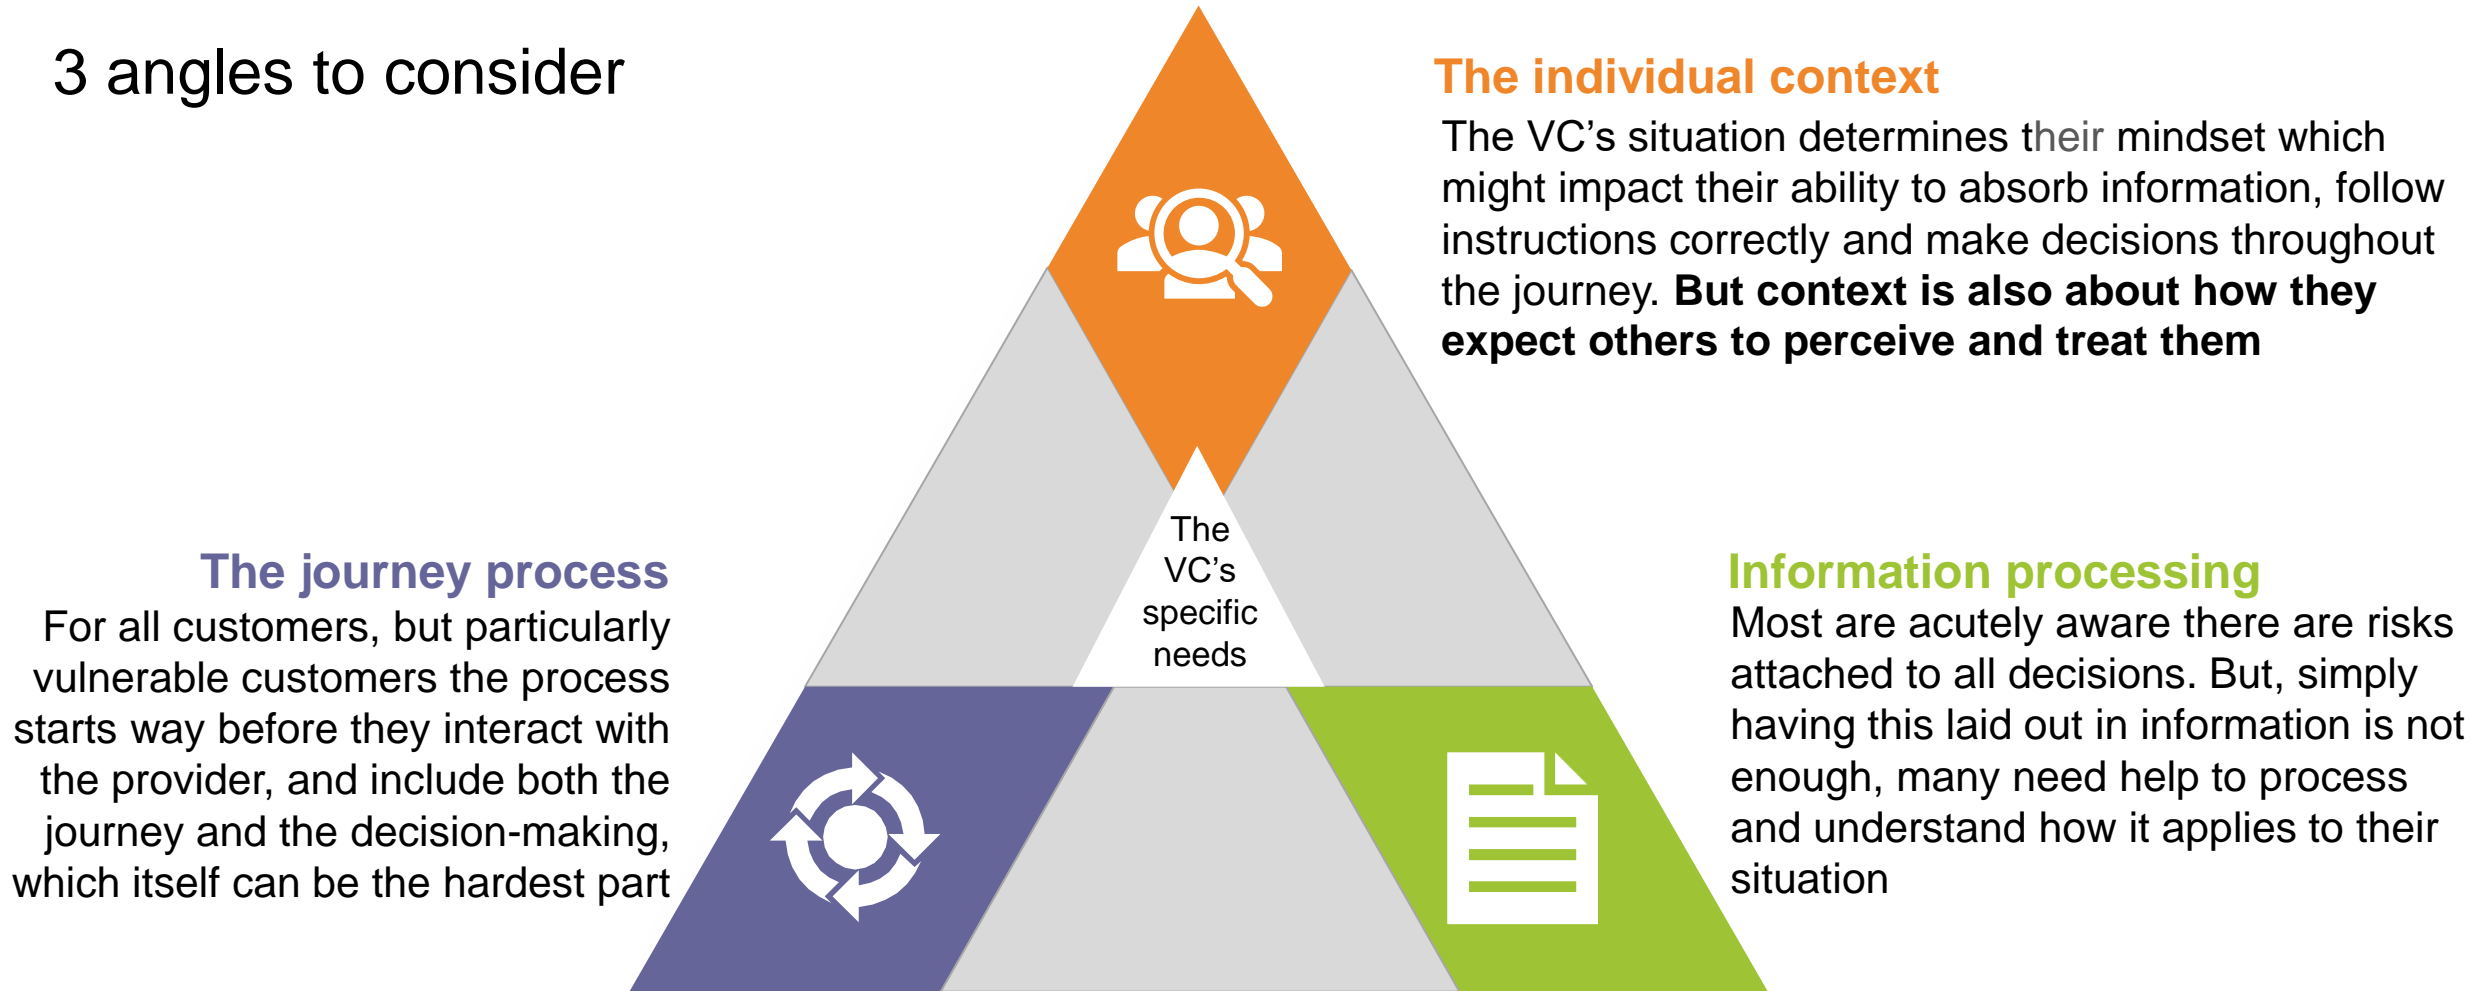 3 angles to consider
The individual context
The VC’s situation determines their mindset which
might impact their ability to absorb information, follow
instructions correctly and make decisions throughout
the journey. But context is also about how they
expect others to perceive and treat them
The
VC’s
specific
needs
The journey process
For all customers, but particularly
vulnerable customers the process
starts way before they interact with
the provider, and include both the
journey and the decision-making,
which itself can be the hardest part
Information processing
Most are acutely aware there are risks
attached to all decisions. But, simply
having this laid out in information is not
enough, many need help to process
and understand how it applies to their
situation